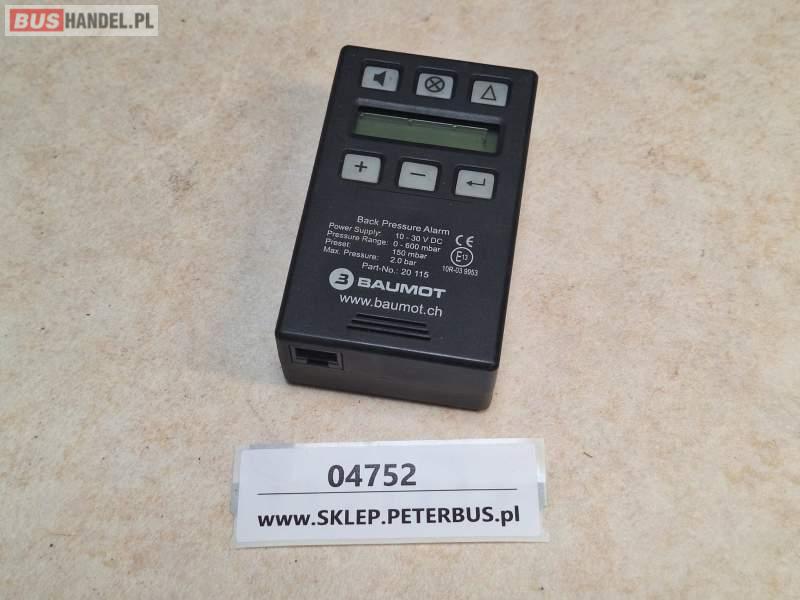 BUSHANDEL.PL
+
−
Back Pressure Alarm
Power Supply: 10 - 30 V DC
Pressure Range: 0 - 600 mbar
Preset: 150 mbar
Max. Pressure: 2.0 bar
Part-No.: 20 115
CE
E13
10R-03 9953
B BAUMOT
www.baumot.ch
04752
www.SKLEP.PETERBUS.pl